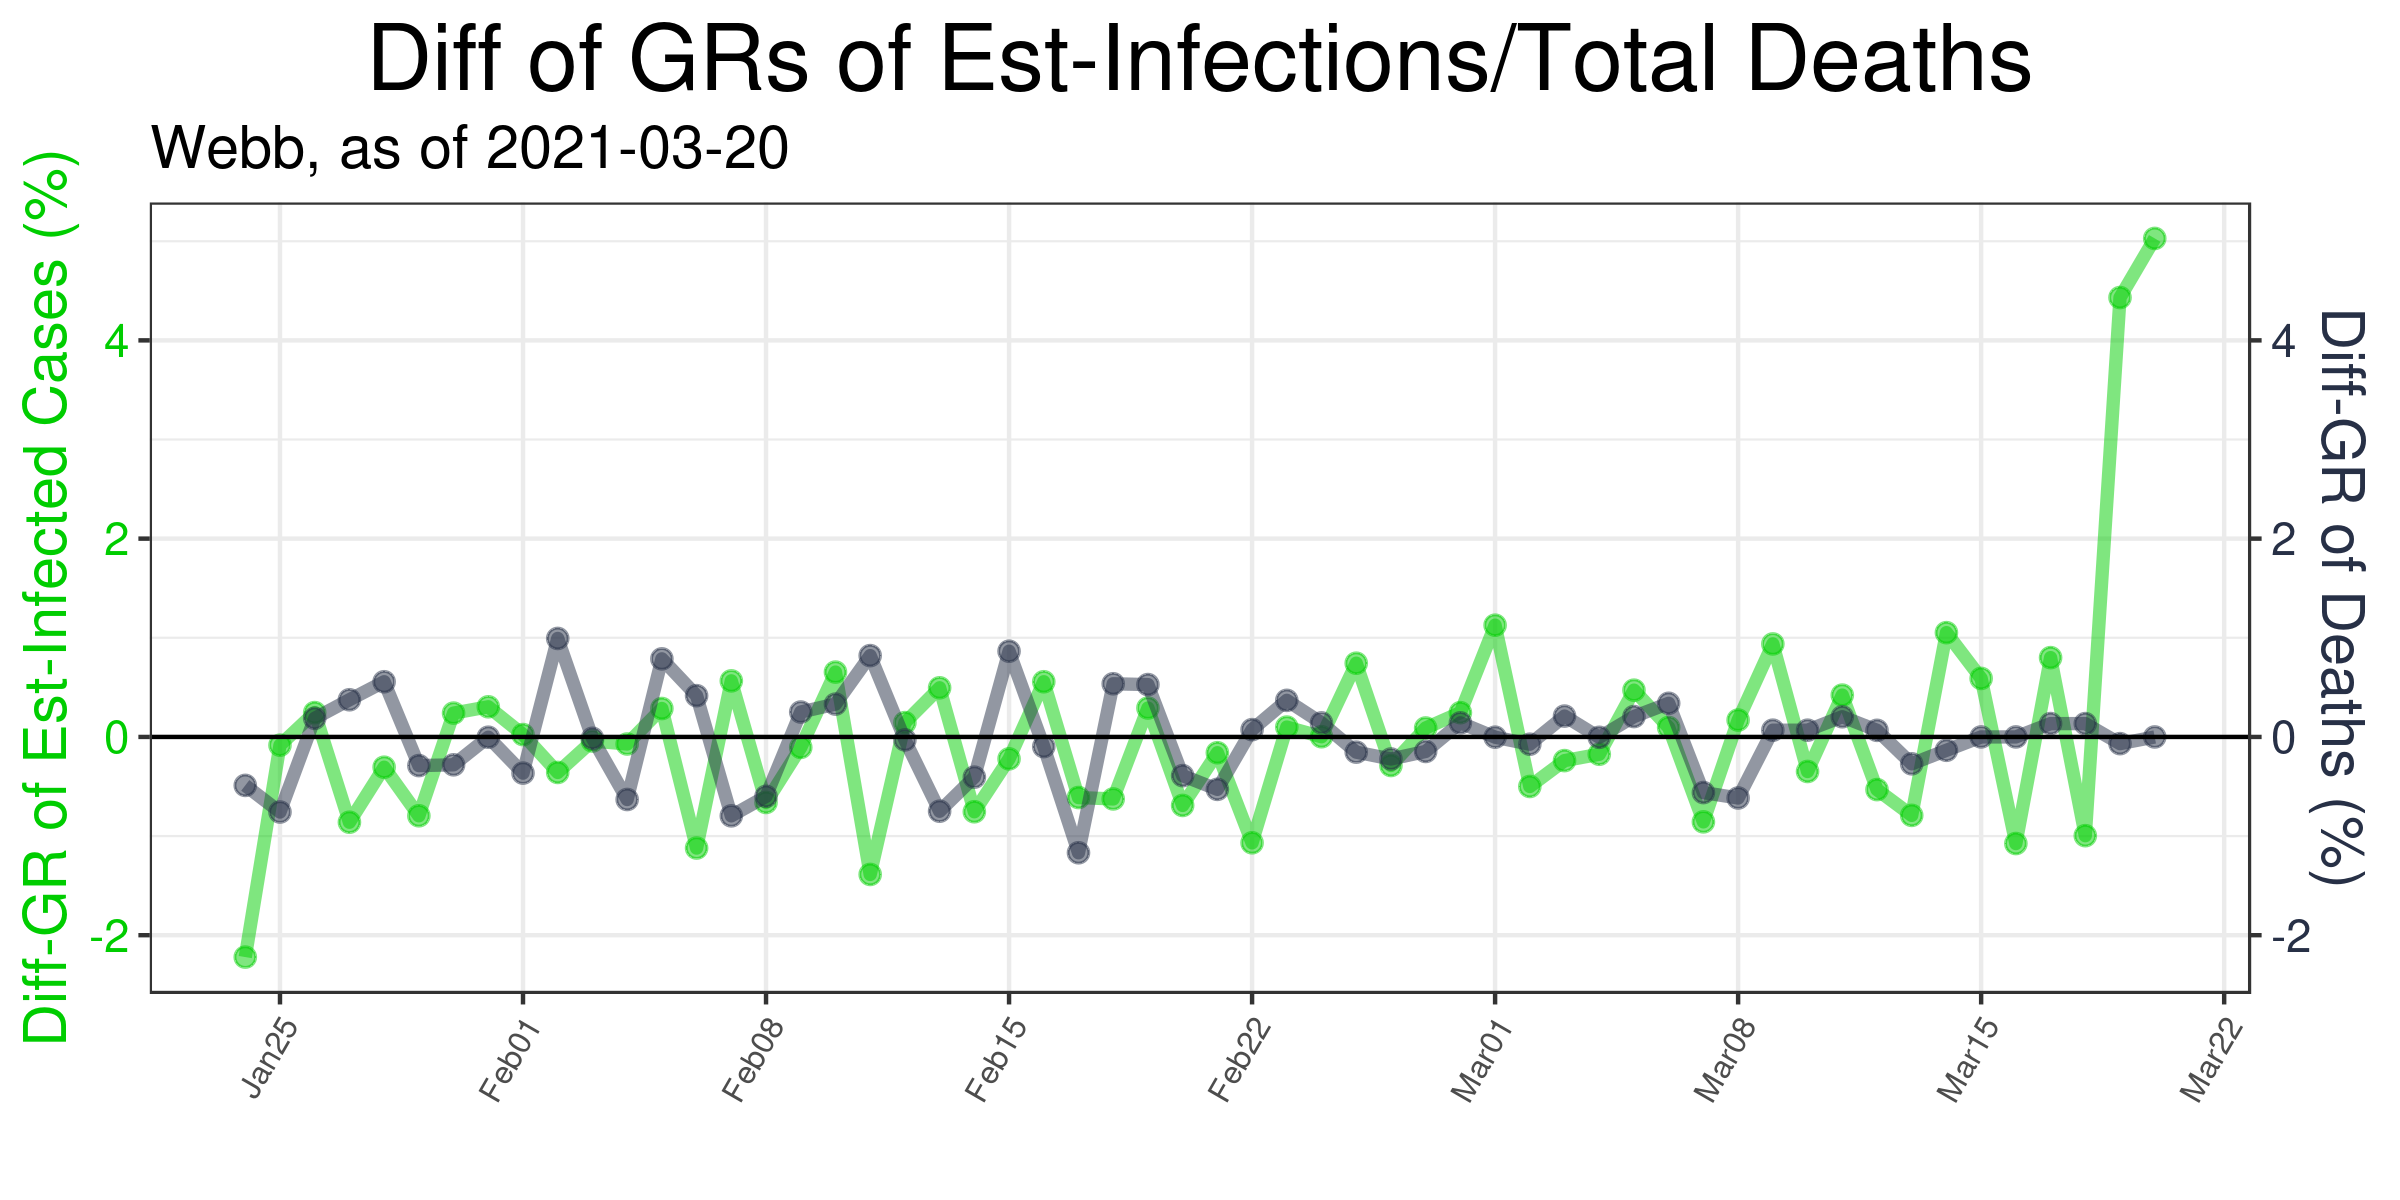 Diff of GRs of Est-Infections/Total Deaths
Webb, as of 2021-03-20
Diff-GR of Est-Infected Cases (%)
4
2
0
-2
4
2
0
-2
Diff-GR of Deaths (%)
Jan25
Feb01
Feb08
Feb15
Feb22
Mar01
Mar08
Mar15
Mar22